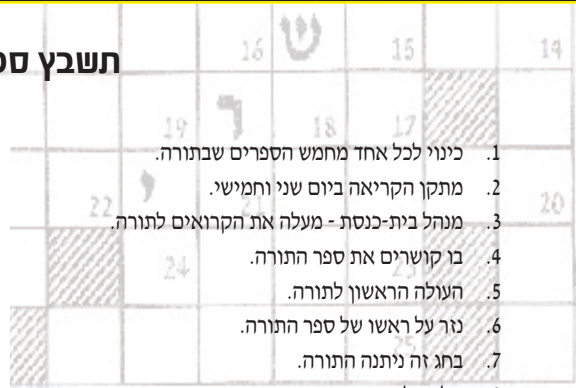 תשבץ
1. כינוי לכל אחד מחמש הספרים שבתורה.
2. מתקן הקריאה ביום שני וחמישי.
3. מנהל בית-כנסת - מעלה את הקרואים לתורה.
4. בו קושרים את ספר התורה.
5. העולה הראשון לתורה.
6. נזר על ראשו של ספר התורה.
7. בחג זה ניתנה התורה.
14
15
ש
16
17
18
ך
19
20
י
22
24
25